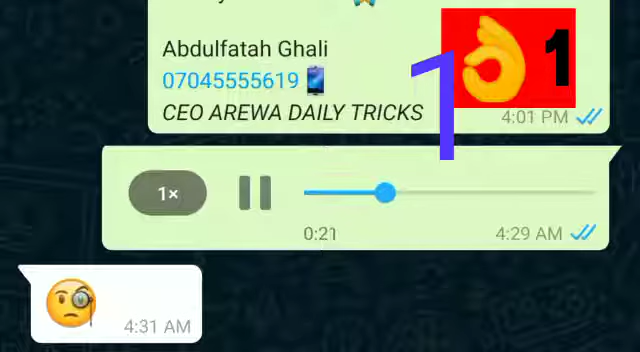 Abdulfatah Ghali
07045555619
CEO AREWA DAILY TRICKS
1
1
4:01 PM
1×
0:21
4:29 AM
4:31 AM